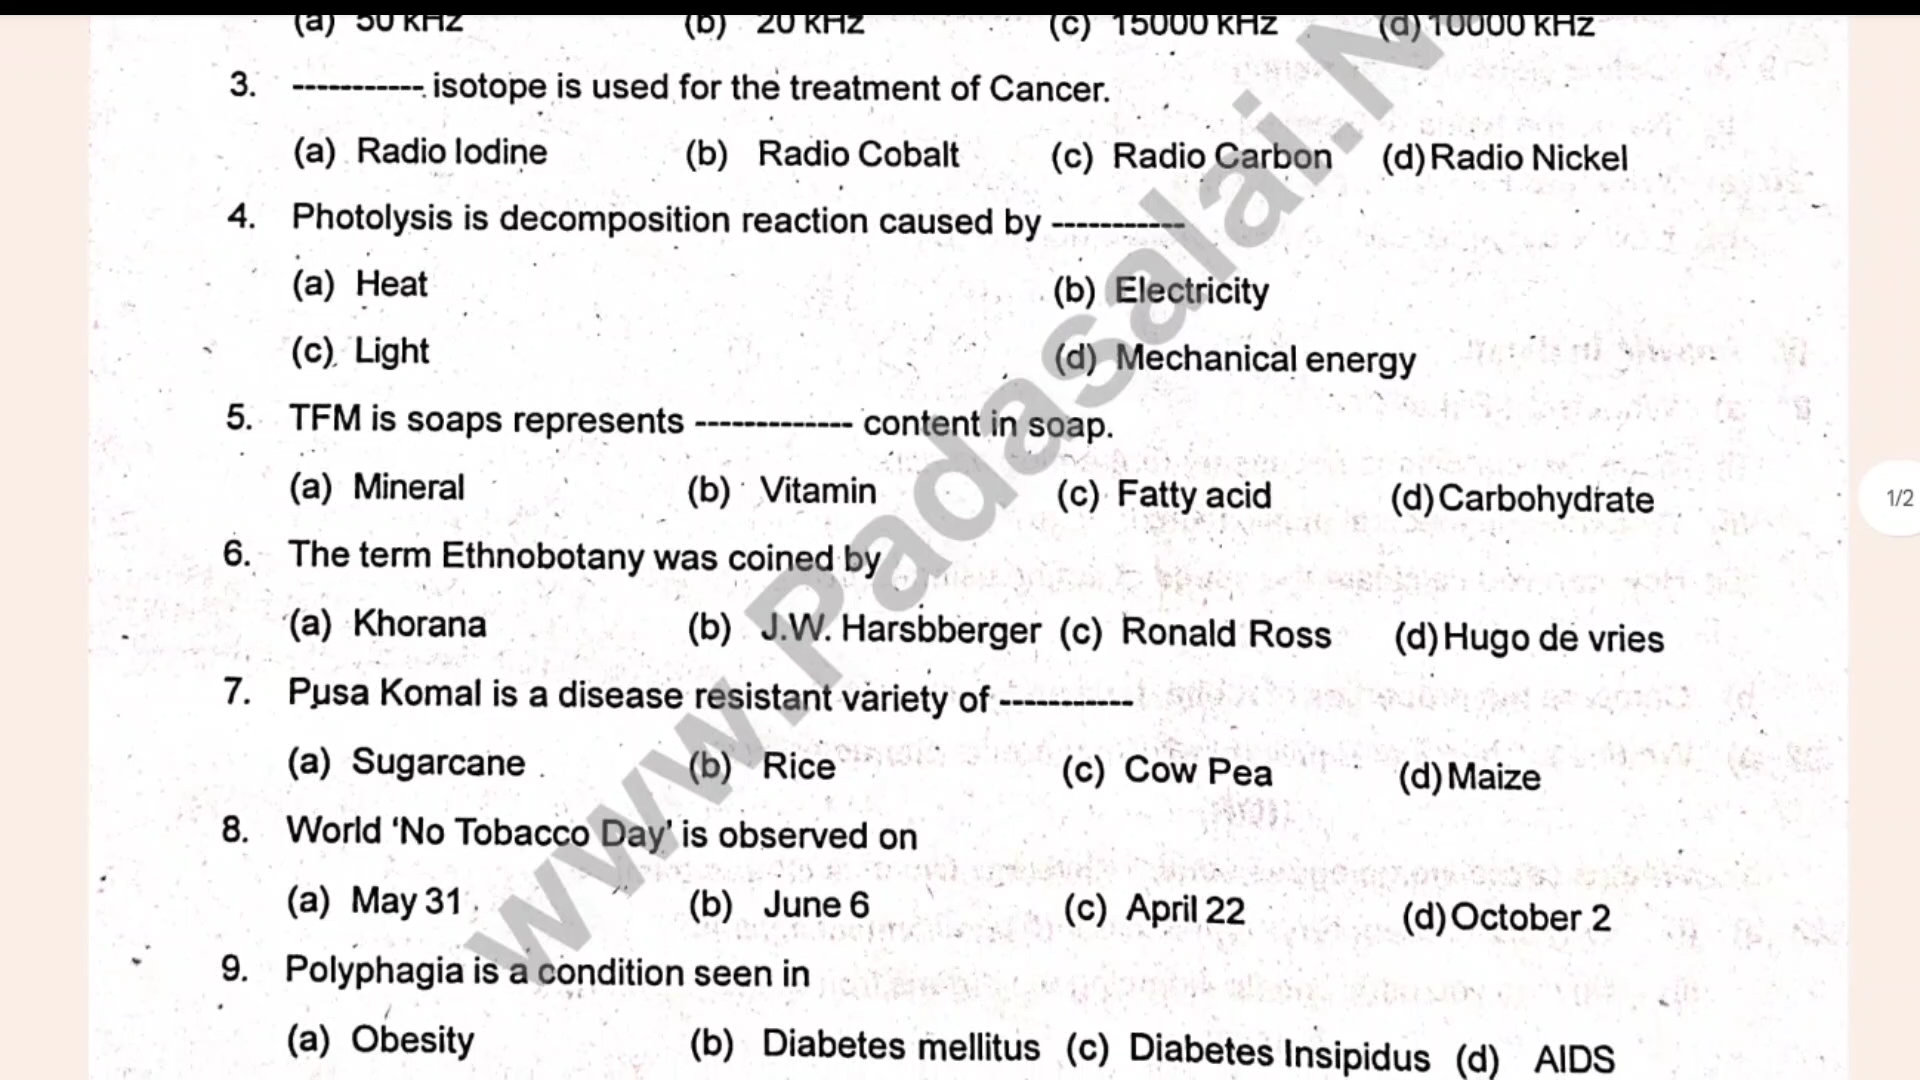 (a) 50 kHz (b) 20 kHz (c) 15000 kHz (d) 10000 kHz
3. ----------- isotope is used for the treatment of Cancer.
(a) Radio Iodine (b) Radio Cobalt (c) Radio Carbon (d) Radio Nickel
4. Photolysis is decomposition reaction caused by -----------
(a) Heat (b) Electricity
(c) Light (d) Mechanical energy
5. TFM is soaps represents ------------- content in soap.
(a) Mineral (b) Vitamin (c) Fatty acid (d) Carbohydrate
6. The term Ethnobotany was coined by
(a) Khorana (b) J.W. Harsbberger (c) Ronald Ross (d) Hugo de vries
7. Pusa Komal is a disease resistant variety of -----------
(a) Sugarcane (b) Rice (c) Cow Pea (d) Maize
8. World ‘No Tobacco Day’ is observed on
(a) May 31 (b) June 6 (c) April 22 (d) October 2
9. Polyphagia is a condition seen in
(a) Obesity (b) Diabetes mellitus (c) Diabetes Insipidus (d) AIDS
www.Padasalai.N
1/2